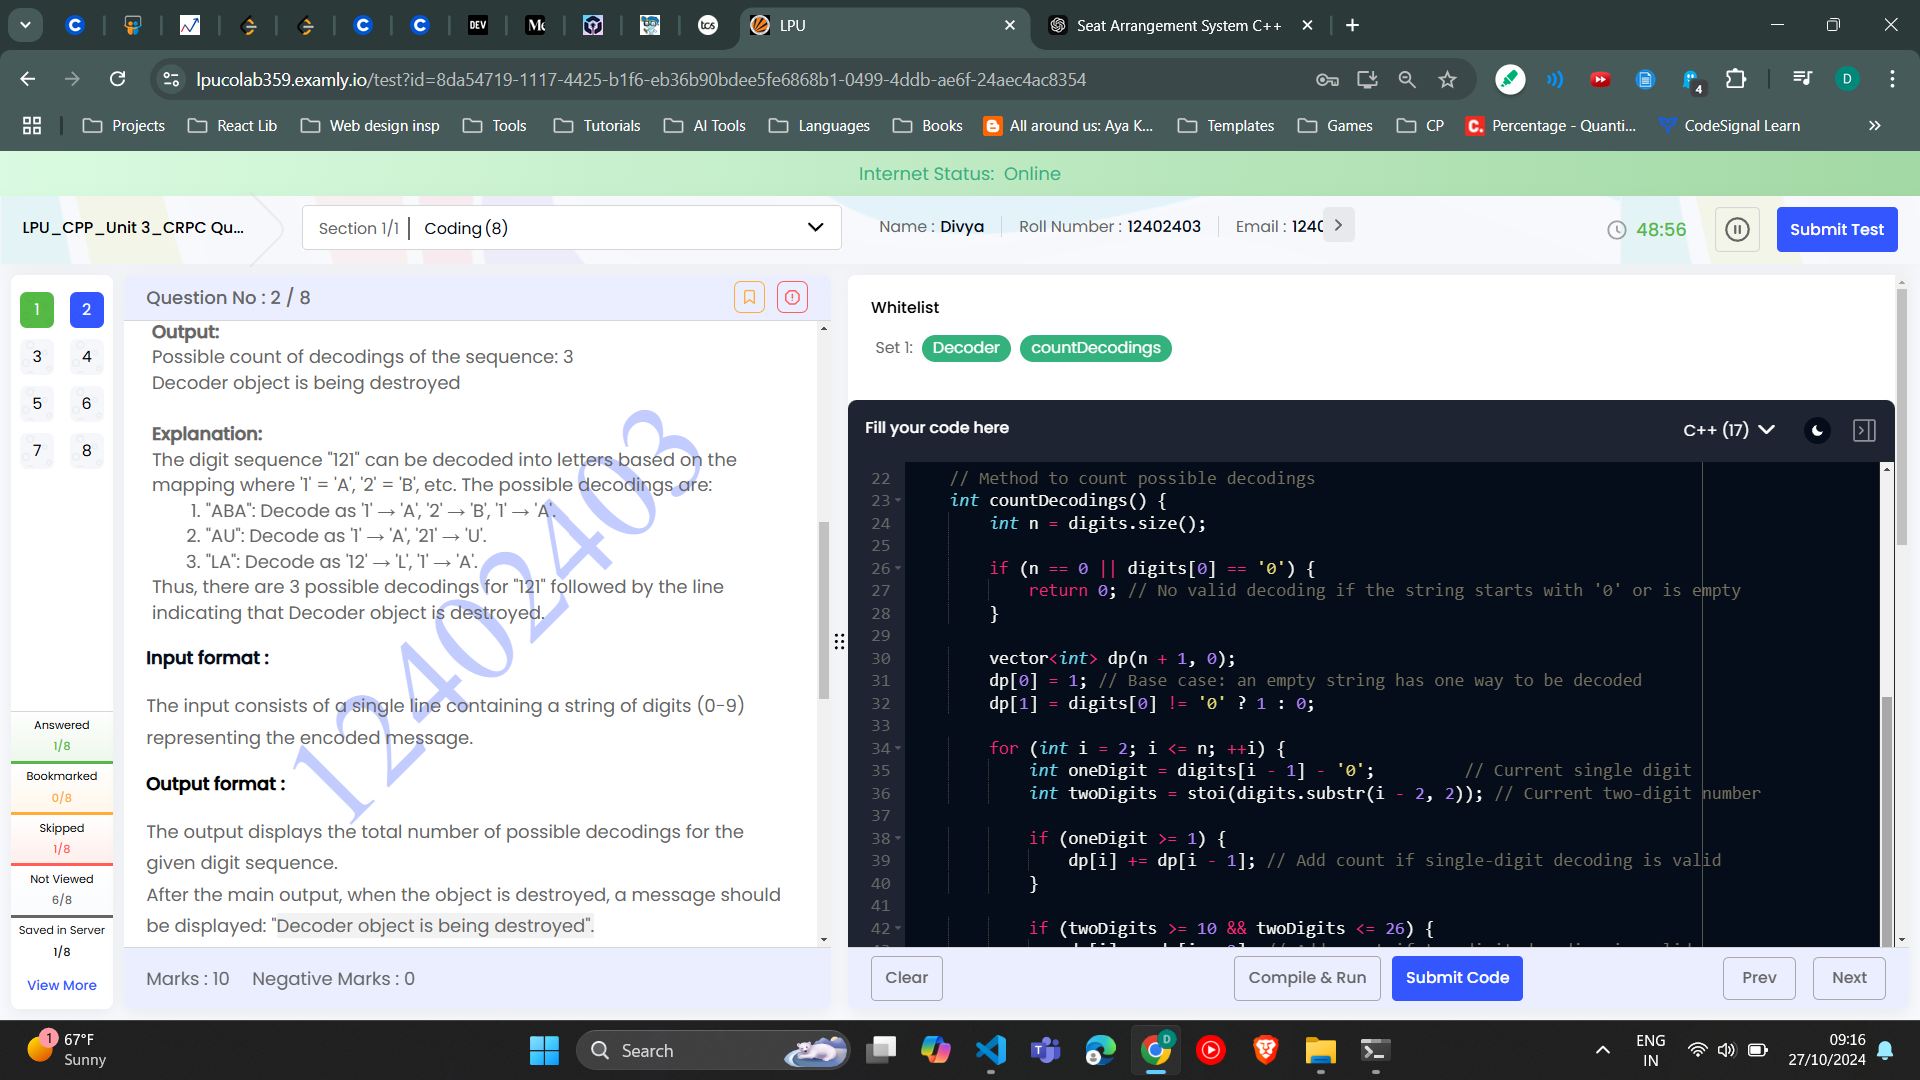 DEV
tcs
LPU
Seat Arrangement System C++
lpucolab359.examly.io/test?id=8da54719-1117-4425-b1f6-eb36b90bdee5fe6868b1-0499-4ddb-ae6f-24aec4ac8354
4
D
Projects
React Lib
Web design insp
Tools
Tutorials
AI Tools
Languages
Books
All around us: Aya K...
Templates
Games
CP
Percentage - Quanti...
CodeSignal Learn
Internet Status: Online
LPU_CPP_Unit 3_CRPC Qu...
Section 1/1 | Coding (8)
Name : Divya
Roll Number : 12402403
Email : 1240
48:56
Submit Test
1 2
3 4
5 6
7 8
Answered
1/8
Bookmarked
0/8
Skipped
1/8
Not Viewed
6/8
Saved in Server
1/8
View More
Question No : 2 / 8
Output:
Possible count of decodings of the sequence: 3
Decoder object is being destroyed
Explanation:
The digit sequence "121" can be decoded into letters based on the
mapping where '1' = 'A', '2' = 'B', etc. The possible decodings are:
1. "ABA": Decode as '1' → 'A', '2' → 'B', '1' → 'A'.
2. "AU": Decode as '1' → 'A', '21' → 'U'.
3. "LA": Decode as '12' → 'L', '1' → 'A'.
Thus, there are 3 possible decodings for "121" followed by the line
indicating that Decoder object is destroyed.
Input format :
The input consists of a single line containing a string of digits (0-9)
representing the encoded message.
Output format :
The output displays the total number of possible decodings for the
given digit sequence.
After the main output, when the object is destroyed, a message should
be displayed: "Decoder object is being destroyed".
12402403
Marks : 10 Negative Marks : 0
Whitelist
Set 1: Decoder countDecodings
Fill your code here
C++ (17)
22 // Method to count possible decodings
23 int countDecodings() {
24 int n = digits.size();
25
26 if (n == 0 || digits[0] == '0') {
27 return 0; // No valid decoding if the string starts with '0' or is empty
28 }
29
30 vector<int> dp(n + 1, 0);
31 dp[0] = 1; // Base case: an empty string has one way to be decoded
32 dp[1] = digits[0] != '0' ? 1 : 0;
33
34 for (int i = 2; i <= n; ++i) {
35 int oneDigit = digits[i - 1] - '0'; // Current single digit
36 int twoDigits = stoi(digits.substr(i - 2, 2)); // Current two-digit number
37
38 if (oneDigit >= 1) {
39 dp[i] += dp[i - 1]; // Add count if single-digit decoding is valid
40 }
41
42 if (twoDigits >= 10 && twoDigits <= 26) {
Clear
Compile & Run
Submit Code
Prev
Next
1
67°F
Sunny
Search
D
ENG
IN
09:16
27/10/2024